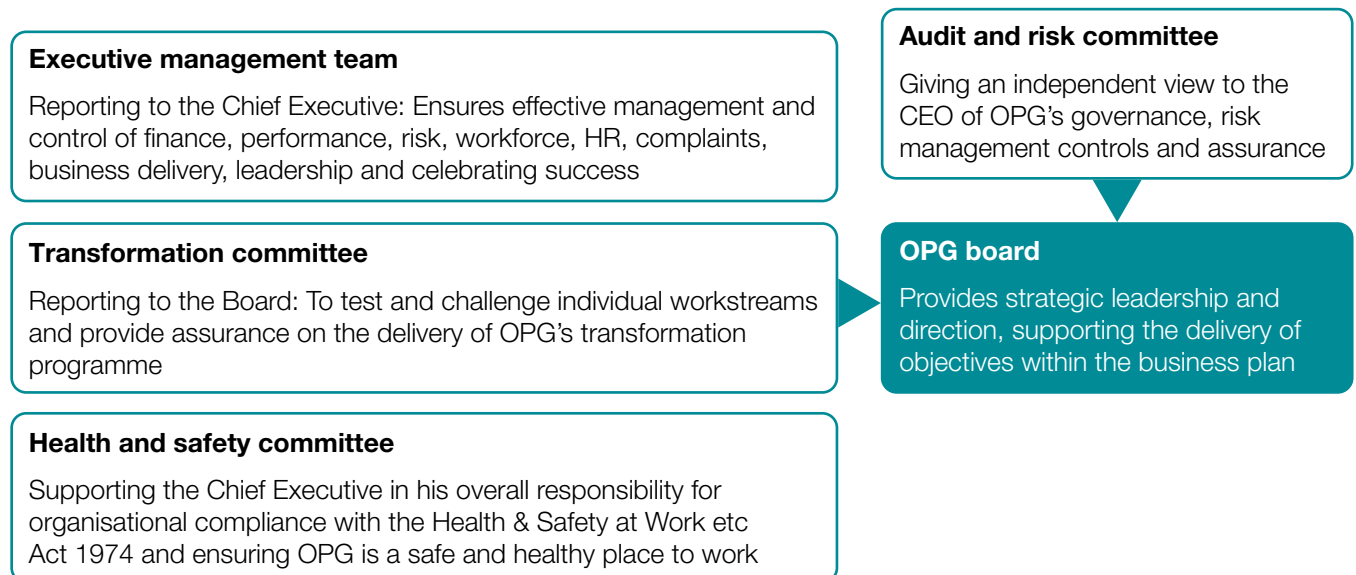 Executive management team
Reporting to the Chief Executive: Ensures effective management and
control of finance, performance, risk, workforce, HR, complaints,
business delivery, leadership and celebrating success
Audit and risk committee
Giving an independent view to the
CEO of OPG’s governance, risk
management controls and assurance
Transformation committee
Reporting to the Board: To test and challenge individual workstreams
and provide assurance on the delivery of OPG’s transformation
programme
OPG board
Provides strategic leadership and
direction, supporting the delivery of
objectives within the business plan
Health and safety committee
Supporting the Chief Executive in his overall responsibility for
organisational compliance with the Health & Safety at Work etc
Act 1974 and ensuring OPG is a safe and healthy place to work